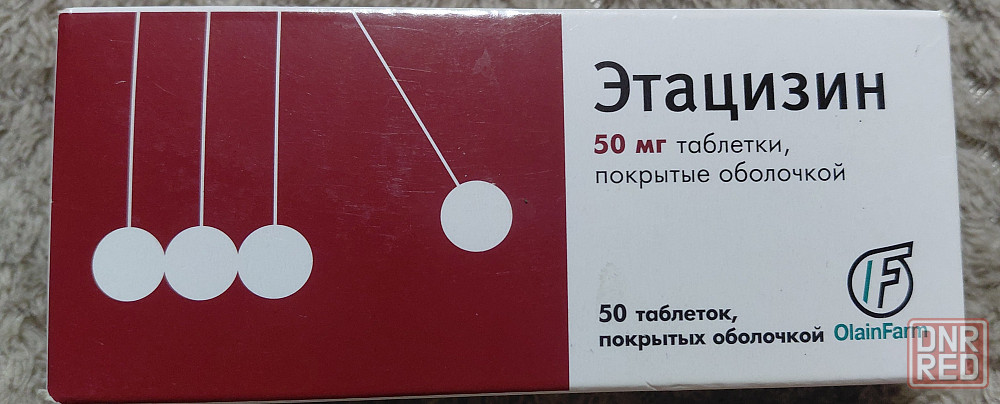 Этацизин
50 мг таблетки,
покрытые оболочкой
50 таблеток,
покрытых оболочкой
OlainFarm
DNR
RED